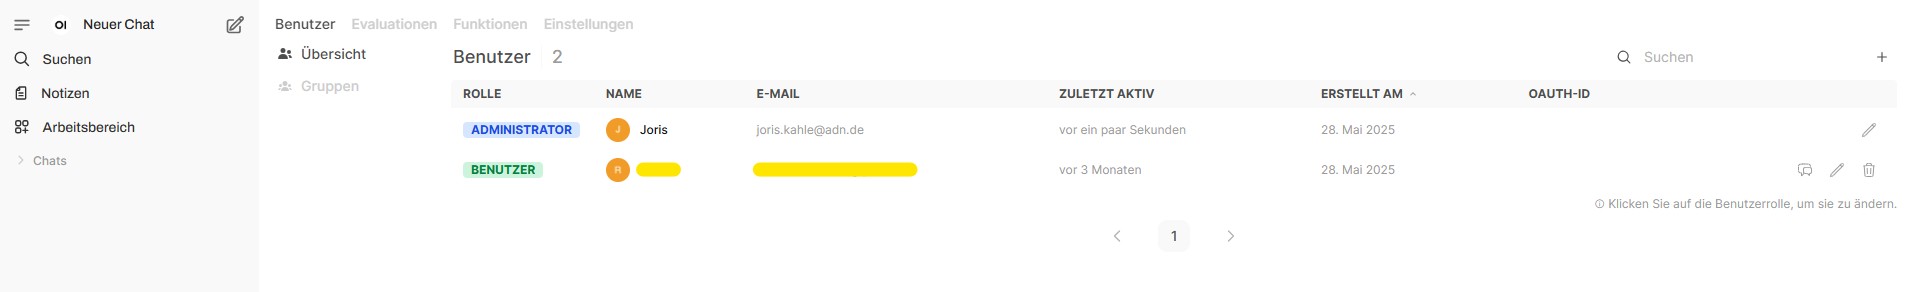 OI Neuer Chat
Suchen
Notizen
Arbeitsbereich
Chats
Benutzer Evaluationen Funktionen Einstellungen
Übersicht
Gruppen
Benutzer 2
Suchen
ROLLE NAME E-MAIL ZULETZT AKTIV ERSTELLT AM OAUTH-ID
ADMINISTRATOR J Joris joris.kahle@adn.de vor ein paar Sekunden 28. Mai 2025
BENUTZER R vor 3 Monaten 28. Mai 2025
Klicken Sie auf die Benutzerrolle, um sie zu ändern.
1